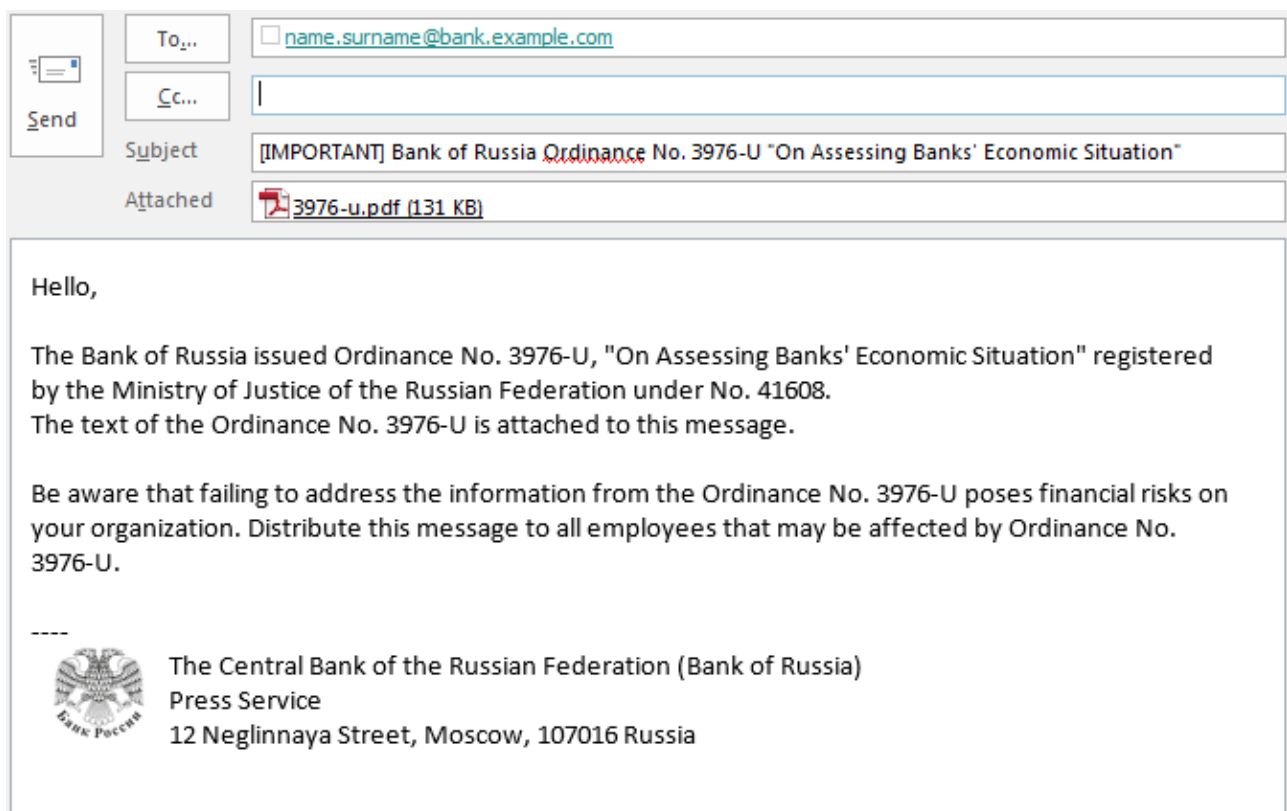 To...
name.surname@bank.example.com
Cc...
Send
Subject
[IMPORTANT] Bank of Russia Ordinance No. 3976-U "On Assessing Banks' Economic Situation"
Attached
3976-u.pdf (131 KB)
Hello,
The Bank of Russia issued Ordinance No. 3976-U, "On Assessing Banks' Economic Situation" registered
by the Ministry of Justice of the Russian Federation under No. 41608.
The text of the Ordinance No. 3976-U is attached to this message.
Be aware that failing to address the information from the Ordinance No. 3976-U poses financial risks on
your organization. Distribute this message to all employees that may be affected by Ordinance No.
3976-U.
----
The Central Bank of the Russian Federation (Bank of Russia)
Press Service
12 Neglinnaya Street, Moscow, 107016 Russia
Банк России